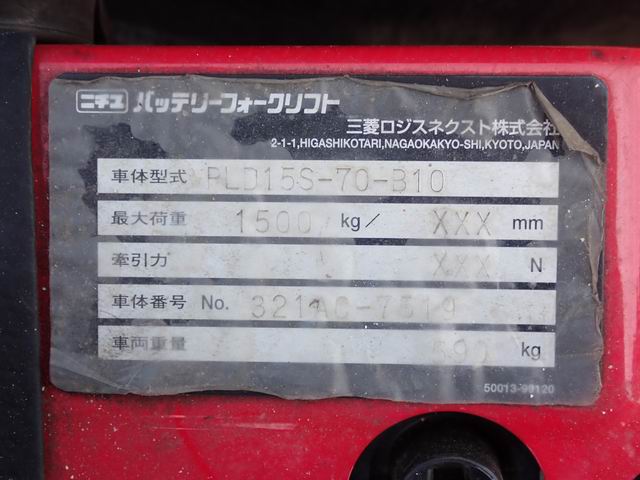 ニチユ バッテリーフォークリフト
三菱ロジスネクスト株式会社
2-1-1,HIGASHIKOTARI,NAGAOKAKYO-SHI,KYOTO,JAPAN
車体型式 PLD15S-70-B10
最大荷重 1500 kg/ XXX mm
牽引力 XXX N
車体番号 No. 321AC-7519
車両重量 kg
50013-90120